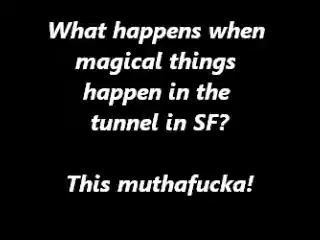 What happens when
magical things
happen in the
tunnel in SF?
This muthafucka!